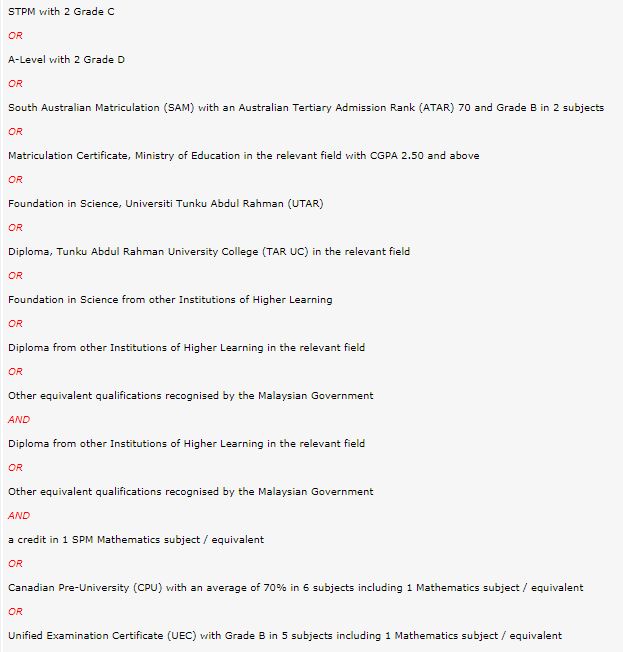 STPM with 2 Grade C
OR
A-Level with 2 Grade D
OR
South Australian Matriculation (SAM) with an Australian Tertiary Admission Rank (ATAR) 70 and Grade B in 2 subjects
OR
Matriculation Certificate, Ministry of Education in the relevant field with CGPA 2.50 and above
OR
Foundation in Science, Universiti Tunku Abdul Rahman (UTAR)
OR
Diploma, Tunku Abdul Rahman University College (TAR UC) in the relevant field
OR
Foundation in Science from other Institutions of Higher Learning
OR
Diploma from other Institutions of Higher Learning in the relevant field
OR
Other equivalent qualifications recognised by the Malaysian Government
AND
Diploma from other Institutions of Higher Learning in the relevant field
OR
Other equivalent qualifications recognised by the Malaysian Government
AND
a credit in 1 SPM Mathematics subject / equivalent
OR
Canadian Pre-University (CPU) with an average of 70% in 6 subjects including 1 Mathematics subject / equivalent
OR
Unified Examination Certificate (UEC) with Grade B in 5 subjects including 1 Mathematics subject / equivalent